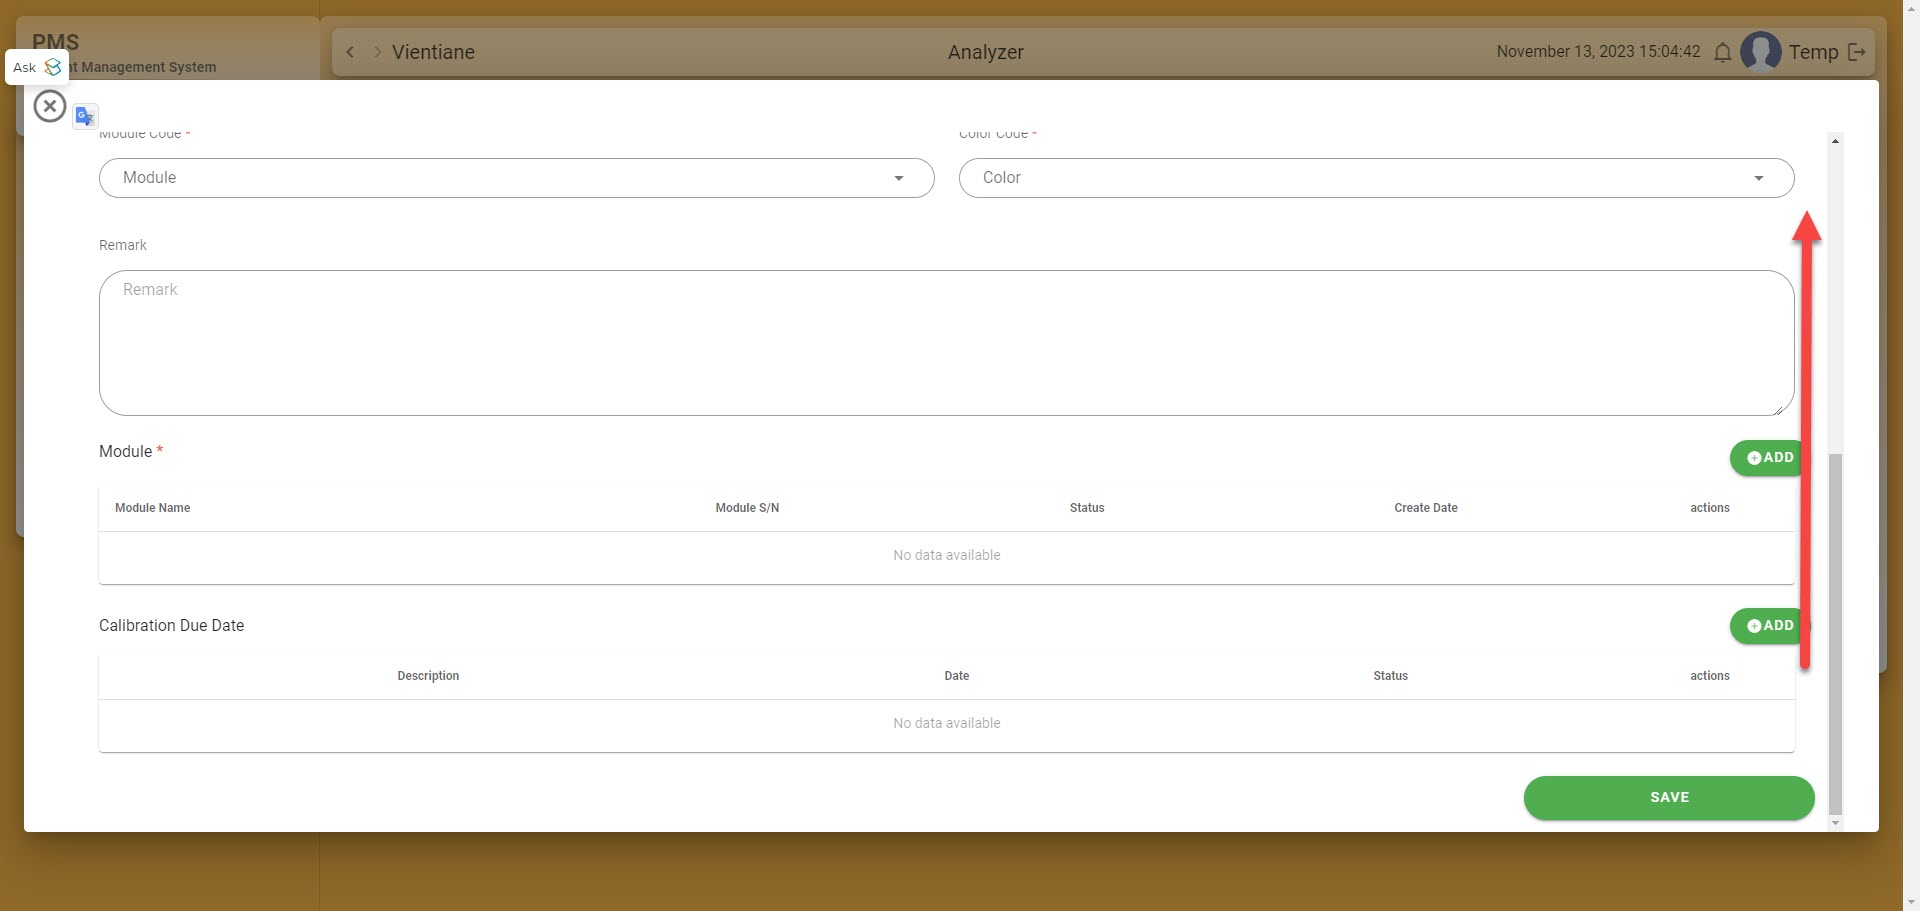 PMS
nt Management System
Ask
Vientiane
Analyzer
November 13, 2023 15:04:42
Temp
Module Code *
Color Code *
Module
Color
Remark
Remark
Module *
ADD
Module Name
Module S/N
Status
Create Date
actions
No data available
Calibration Due Date
ADD
Description
Date
Status
actions
No data available
SAVE